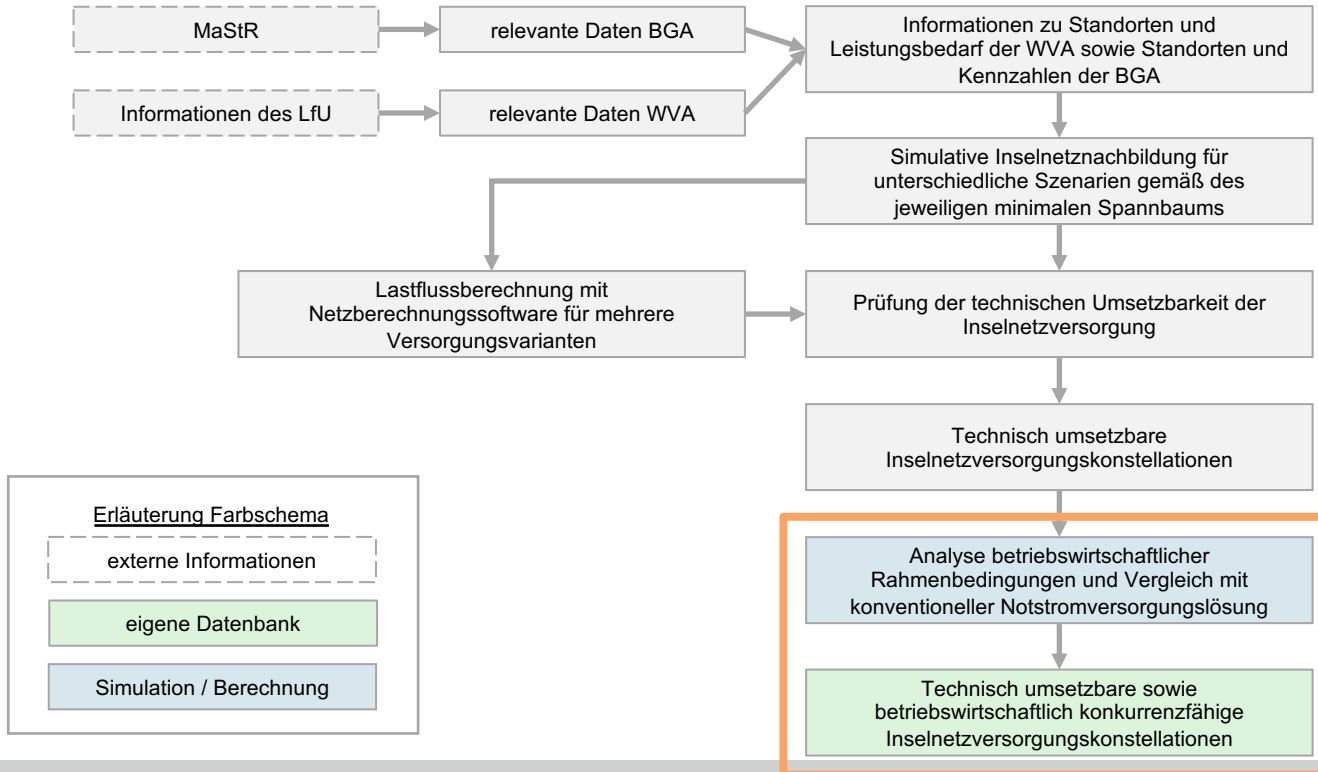 MaStR
relevante Daten BGA
Informationen zu Standorten und
Leistungsbedarf der WVA sowie Standorten und
Kennzahlen der BGA
Informationen des LfU
relevante Daten WVA
Simulative Inselnetznachbildung für
unterschiedliche Szenarien gemäß des
jeweiligen minimalen Spannbaums
Lastflussberechnung mit
Netzberechnungssoftware für mehrere
Versorgungsvarianten
Prüfung der technischen Umsetzbarkeit der
Inselnetzversorgung
Technisch umsetzbare
Inselnetzversorgungskonstellationen
Analyse betriebswirtschaftlicher
Rahmenbedingungen und Vergleich mit
konventioneller Notstromversorgungslösung
Technisch umsetzbare sowie
betriebswirtschaftlich konkurrenzfähige
Inselnetzversorgungskonstellationen
Erläuterung Farbschema
externe Informationen
eigene Datenbank
Simulation / Berechnung